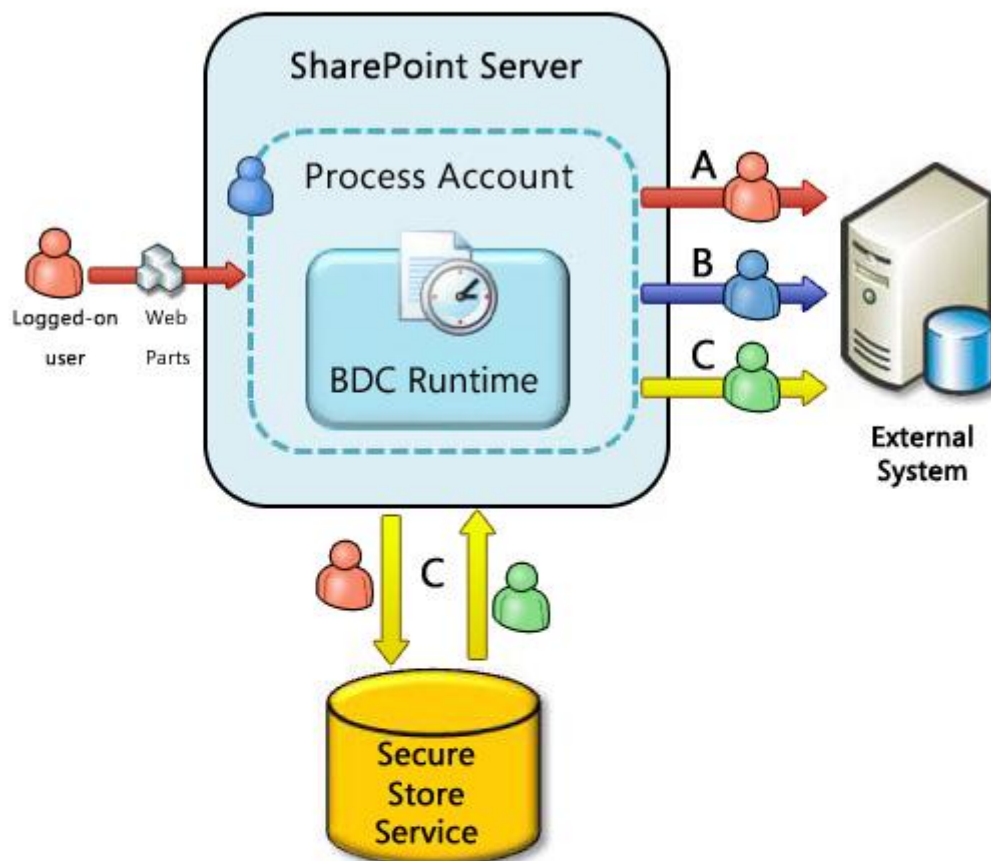 SharePoint Server
Process Account
BDC Runtime
Logged-on
user
Web
Parts
A
B
C
External
System
C
Secure
Store
Service